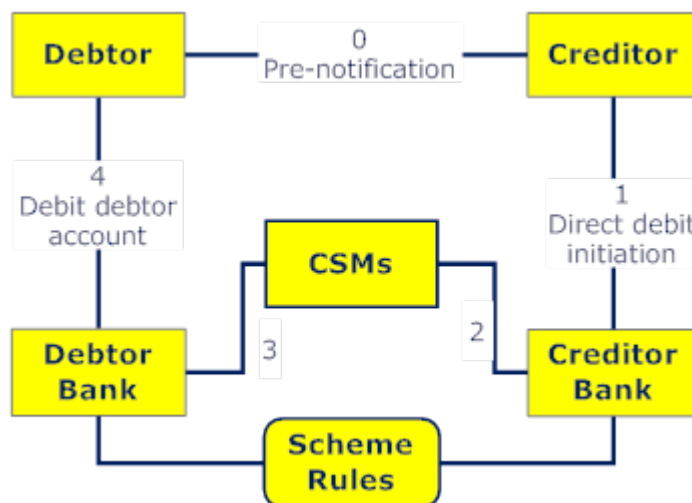 Debtor
0
Pre-notification
Creditor
4
Debit debtor
account
1
Direct debit
initiation
CSMs
3
2
Debtor
Bank
Creditor
Bank
Scheme
Rules